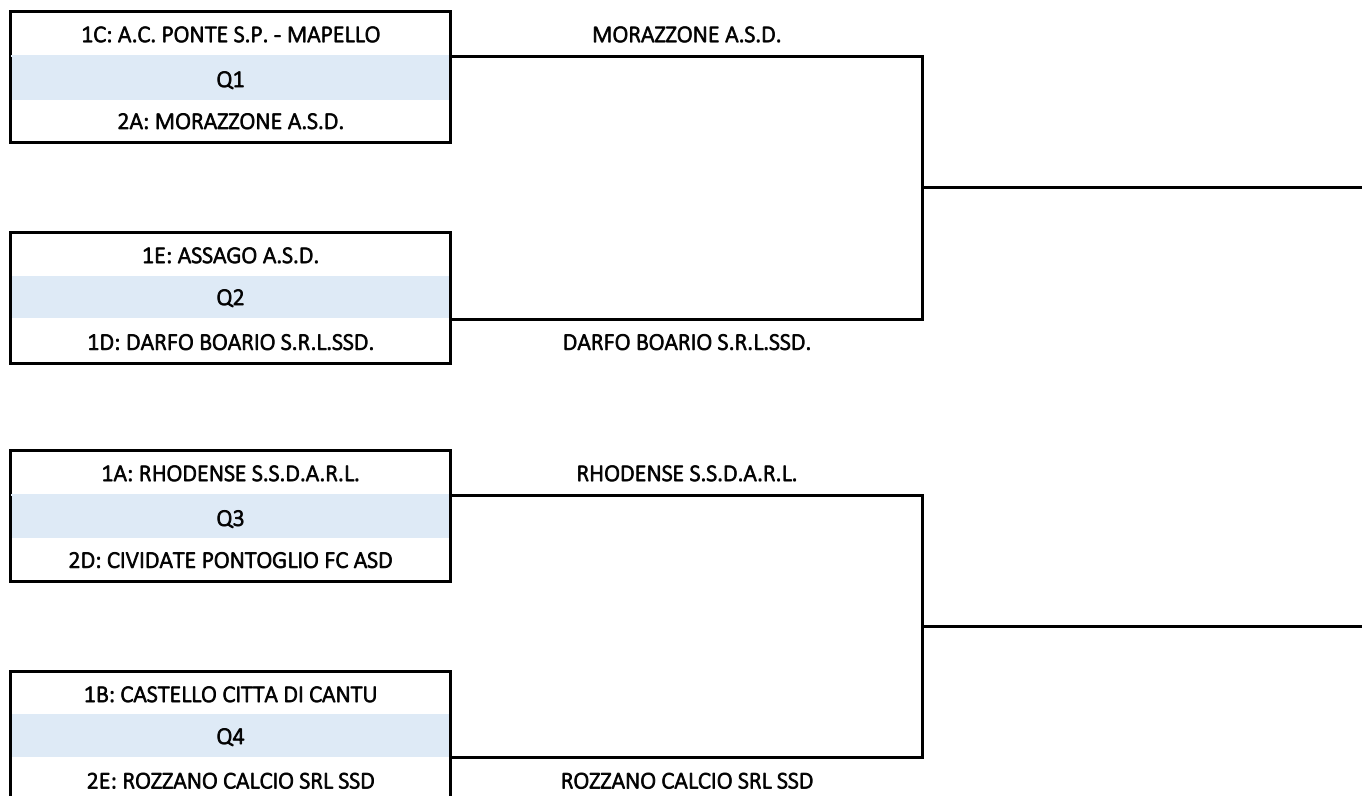 1C: A.C. PONTE S.P. - MAPELLO
MORAZZONE A.S.D.
Q1
2A: MORAZZONE A.S.D.
1E: ASSAGO A.S.D.
Q2
1D: DARFO BOARIO S.R.L.SSD.
DARFO BOARIO S.R.L.SSD.
1A: RHODENSE S.S.D.A.R.L.
RHODENSE S.S.D.A.R.L.
Q3
2D: CIVIDATE PONTOGLIO FC ASD
1B: CASTELLO CITTA DI CANTU
Q4
2E: ROZZANO CALCIO SRL SSD
ROZZANO CALCIO SRL SSD